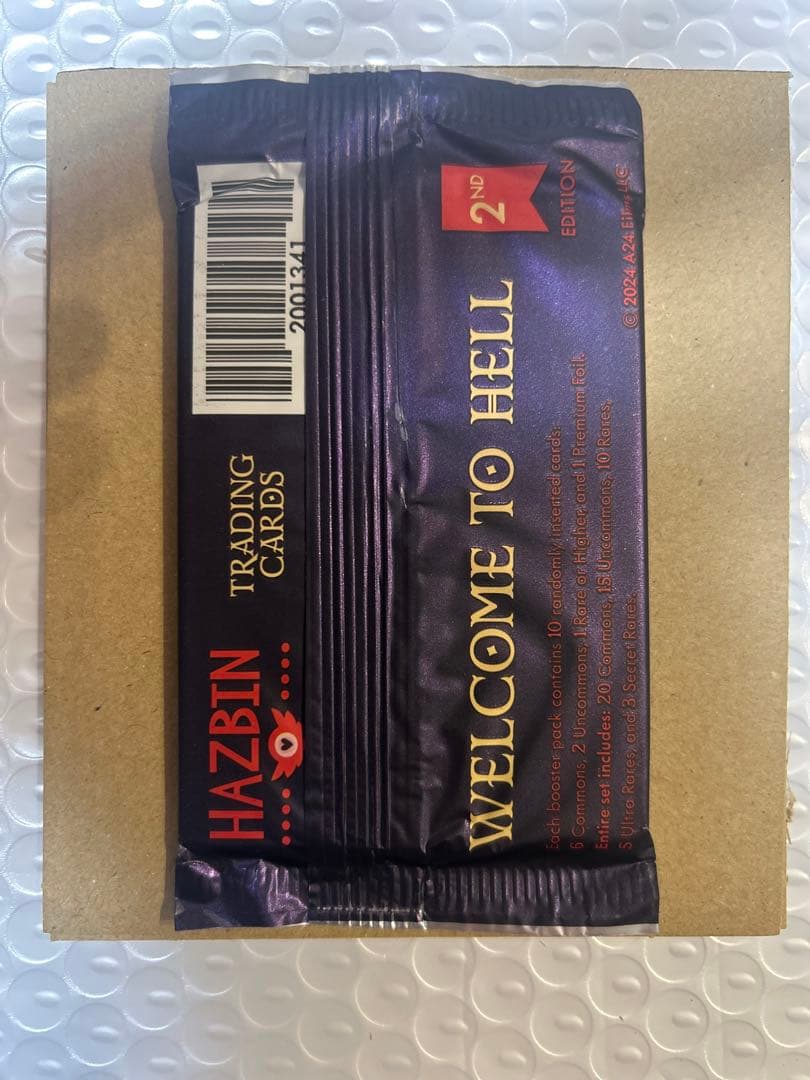 HAZBIN
TRADING
CARDS
2001341
WELCOME TO HELL
2ND
EDITION
Each booster pack contains 10 randomly inserted cards:
6 Commons, 2 Uncommons, 1 Rare or Higher, and 1 Premium Foil.
Entire set includes: 20 Commons, 15 Uncommons, 10 Rares,
5 Ultra Rares, and 3 Secret Rares.
© 2024 A24 Films LLC